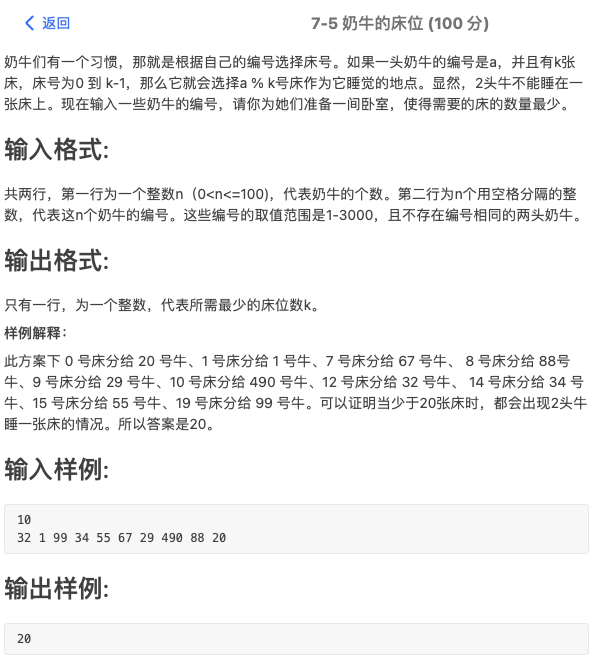 返回
7-5 奶牛的床位 (100 分)
奶牛们有一个习惯，那就是根据自己的编号选择床号。如果一头奶牛的编号是a，并且有k张
床，床号为0 到 k-1，那么它就会选择a % k号床作为它睡觉的地点。显然，2头牛不能睡在一
张床上。现在输入一些奶牛的编号，请你为她们准备一间卧室，使得需要的床的数量最少。
输入格式:
共两行，第一行为一个整数n（0<n<=100)，代表奶牛的个数。第二行为n个用空格分隔的整
数，代表这n个奶牛的编号。这些编号的取值范围是1-3000，且不存在编号相同的两头奶牛。
输出格式:
只有一行，为一个整数，代表所需最少的床位数k。
样例解释：
此方案下 0 号床分给 20 号牛、1 号床分给 1 号牛、7 号床分给 67 号牛、 8 号床分给 88号
牛、9 号床分给 29 号牛、10 号床分给 490 号牛、12 号床分给 32 号牛、 14 号床分给 34 号
牛、15 号床分给 55 号牛、19 号床分给 99 号牛。可以证明当少于20张床时，都会出现2头牛
睡一张床的情况。所以答案是20。
输入样例:
10
32 1 99 34 55 67 29 490 88 20
输出样例:
20